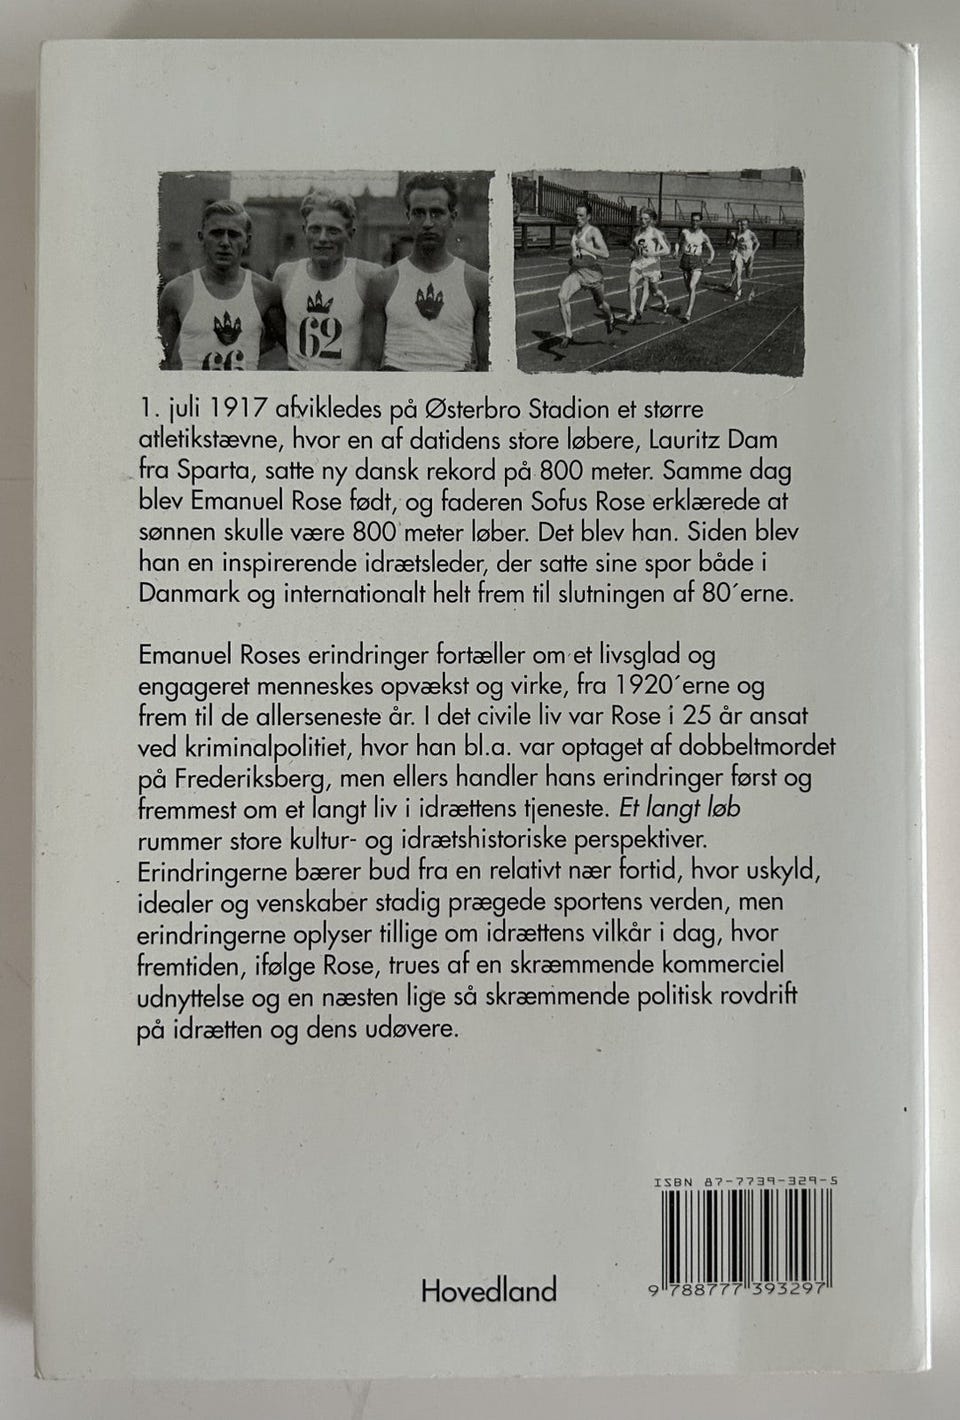 66
62
1. juli 1917 afvikledes på Østerbro Stadion et større
atletikstævne, hvor en af datidens store løbere, Lauritz Dam
fra Sparta, satte ny dansk rekord på 800 meter. Samme dag
blev Emanuel Rose født, og faderen Sofus Rose erklærede at
sønnen skulle være 800 meter løber. Det blev han. Siden blev
han en inspirerende idrætsleder, der satte sine spor både i
Danmark og internationalt helt frem til slutningen af 80´erne.
Emanuel Roses erindringer fortæller om et livsglad og
engageret menneskes opvækst og virke, fra 1920´erne og
frem til de allerseneste år. I det civile liv var Rose i 25 år ansat
ved kriminalpolitiet, hvor han bl.a. var optaget af dobbeltmordet
på Frederiksberg, men ellers handler hans erindringer først og
fremmest om et langt liv i idrættens tjeneste. Et langt løb
rummer store kultur- og idrætshistoriske perspektiver.
Erindringerne bærer bud fra en relativt nær fortid, hvor uskyld,
idealer og venskaber stadig prægede sportens verden, men
erindringerne oplyser tillige om idrættens vilkår i dag, hvor
fremtiden, ifølge Rose, trues af en skræmmende kommerciel
udnyttelse og en næsten lige så skræmmende politisk rovdrift
på idrætten og dens udøvere.
ISBN 87-7739-329-5
9 788777 393297
Hovedland